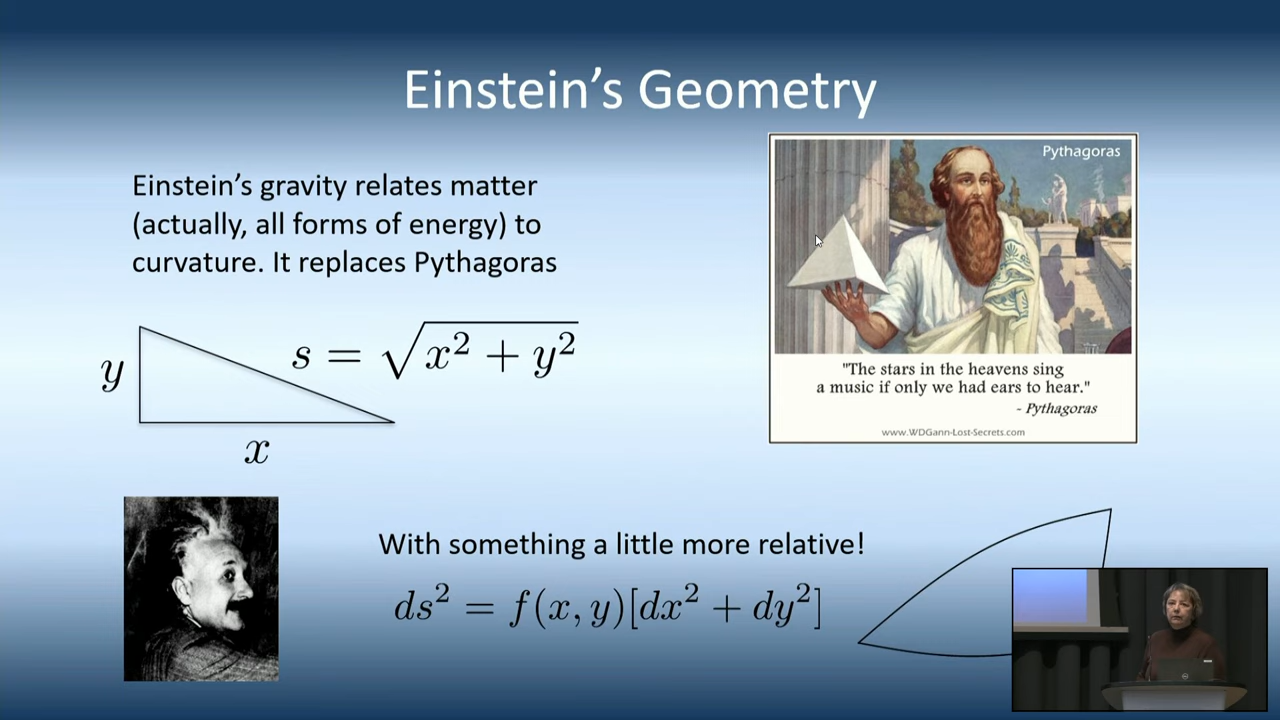 Einstein’s Geometry
Einstein’s gravity relates matter
(actually, all forms of energy) to
curvature. It replaces Pythagoras
y
s = √(x² + y²)
x
Pythagoras
"The stars in the heavens sing
a music if only we had ears to hear."
- Pythagoras
www.WDGann-Lost-Secrets.com
With something a little more relative!
ds² = f(x, y)[dx² + dy²]